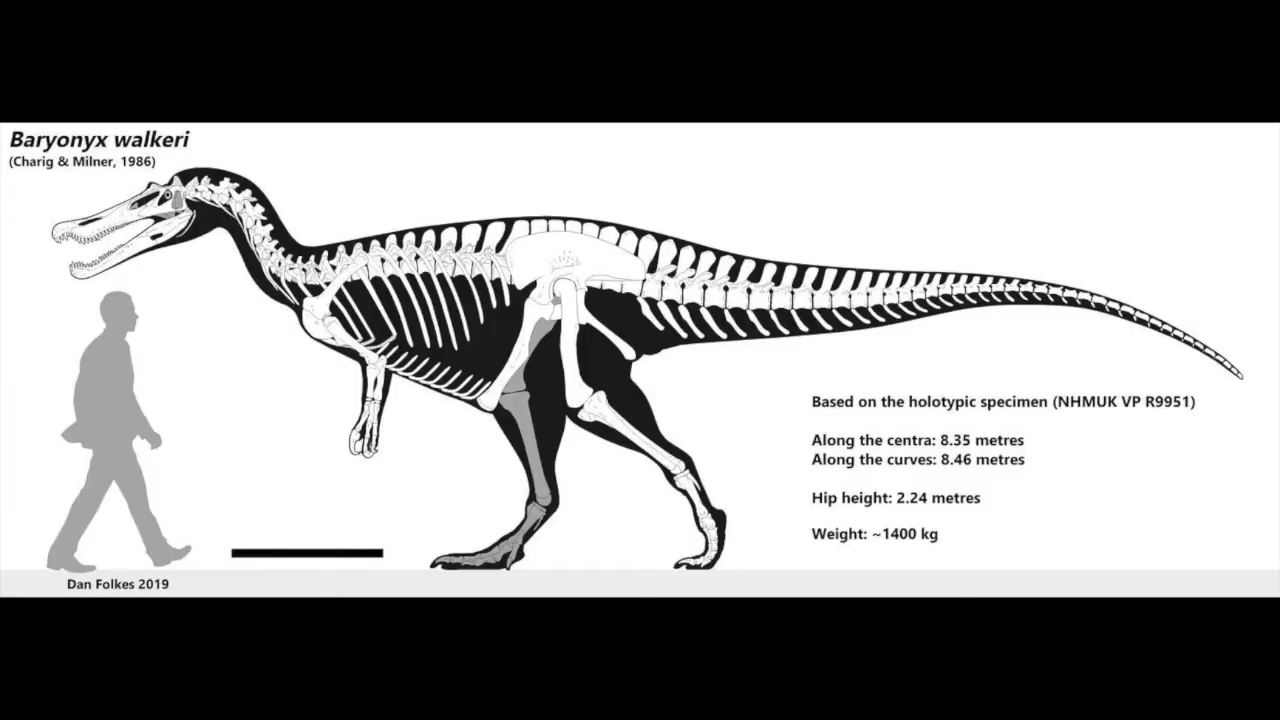 Baryonyx walkeri
(Charig & Milner, 1986)
Based on the holotypic specimen (NHMUK VP R9951)
Along the centra: 8.35 metres
Along the curves: 8.46 metres
Hip height: 2.24 metres
Weight: ~1400 kg
Dan Folkes 2019